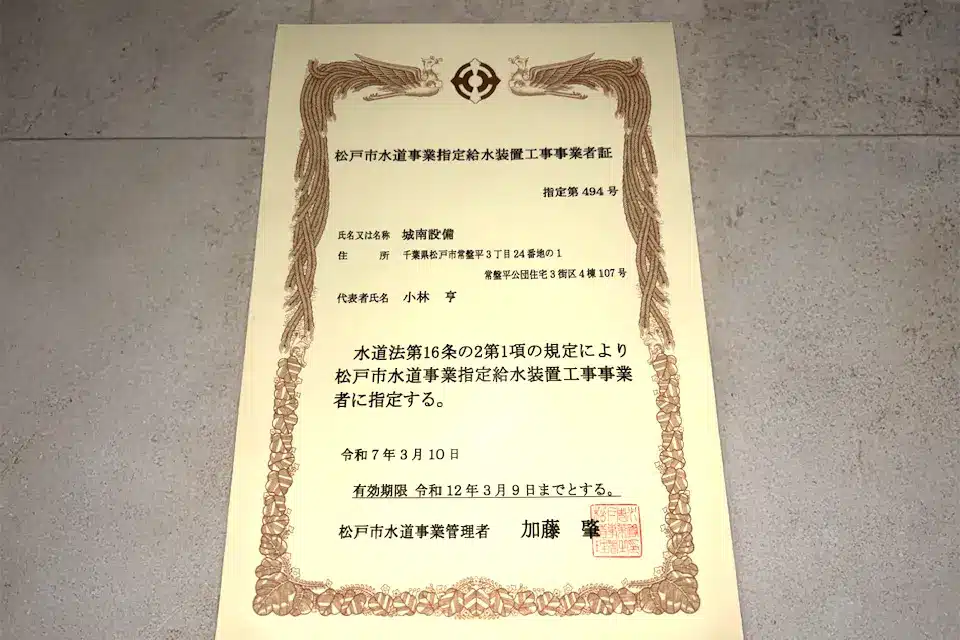 松戸市水道事業指定給水装置工事事業者証
指定第 494 号
氏名又は名称 城南設備
住 所 千葉県松戸市常盤平3丁目24番地の1
常盤平公団住宅3街区4棟107号
代表者氏名 小林 亨
水道法第16条の2第1項の規定により
松戸市水道事業指定給水装置工事事業
者に指定する。
令和7年3月10日
有効期限 令和12年3月9日までとする。
松戸市水道事業管理者 加藤 肇